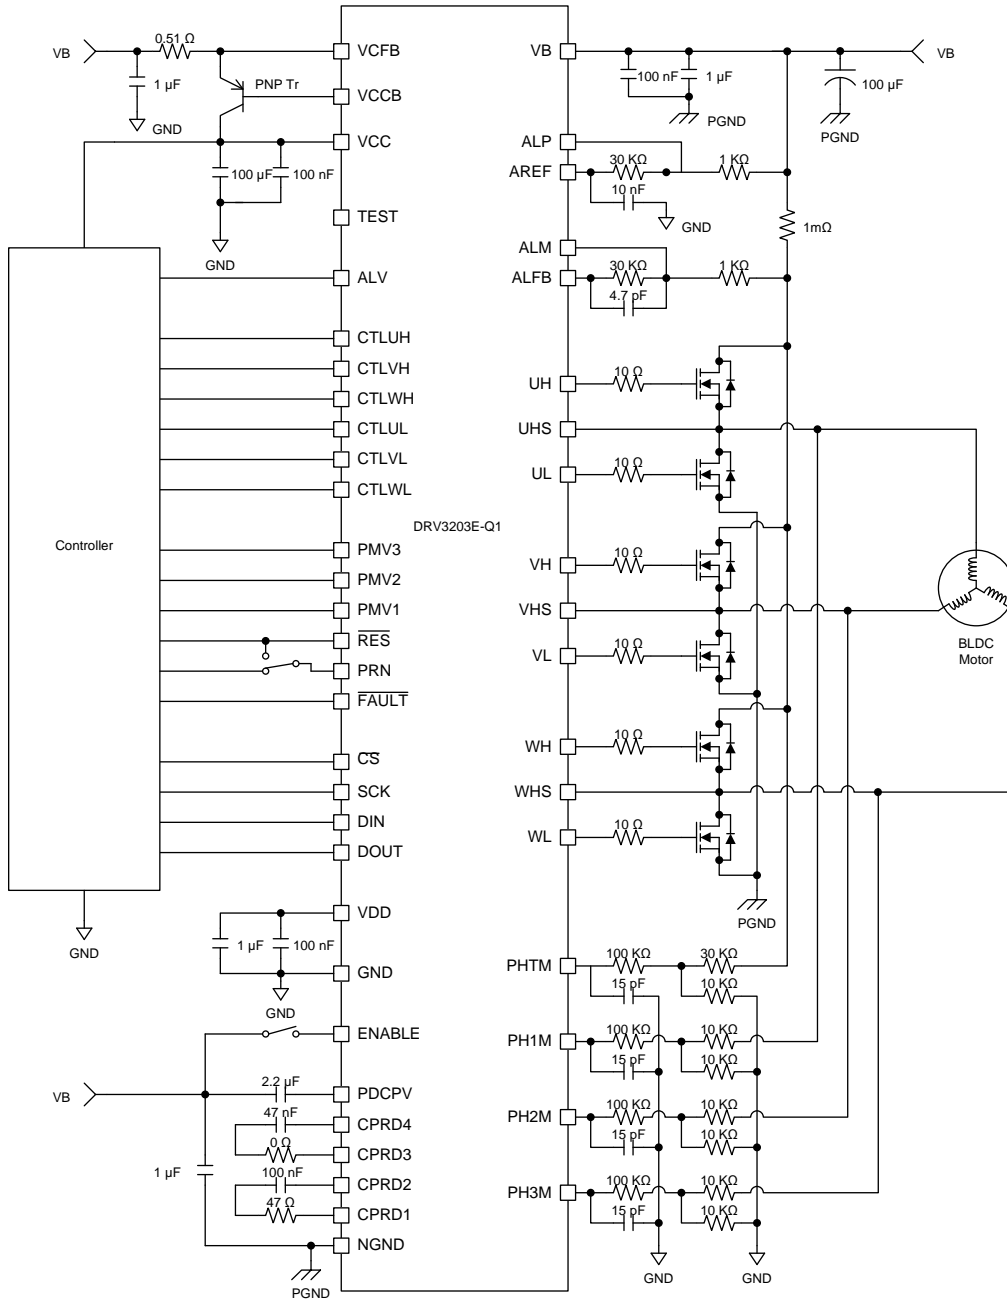 VB
0.51 Ω
1 µF
GND
PNP Tr
VCFB
VCCB
VCC
100 µF
100 nF
GND
TEST
ALV
CTLUH
CTLVH
CTLWH
CTLUL
CTLVL
CTLWL
Controller
PMV3
PMV2
PMV1
RES
PRN
FAULT
CS
SCK
DIN
DOUT
GND
VDD
1 µF
100 nF
GND
GND
ENABLE
VB
2.2 µF
PDCPV
47 nF
CPRD4
0 Ω
CPRD3
1 µF
100 nF
CPRD2
47 Ω
CPRD1
NGND
PGND
DRV3203E-Q1
VB
100 nF
1 µF
PGND
VB
100 µF
PGND
ALP
AREF
30 KΩ
10 nF
GND
1 KΩ
1mΩ
ALM
ALFB
30 KΩ
4.7 pF
1 KΩ
UH
10 Ω
UHS
UL
10 Ω
VH
10 Ω
VHS
VL
10 Ω
BLDC
Motor
WH
10 Ω
WHS
WL
10 Ω
PGND
PHTM
100 KΩ
30 KΩ
15 pF
10 KΩ
PH1M
100 KΩ
10 KΩ
15 pF
10 KΩ
PH2M
100 KΩ
10 KΩ
15 pF
10 KΩ
PH3M
100 KΩ
10 KΩ
15 pF
10 KΩ
GND
GND